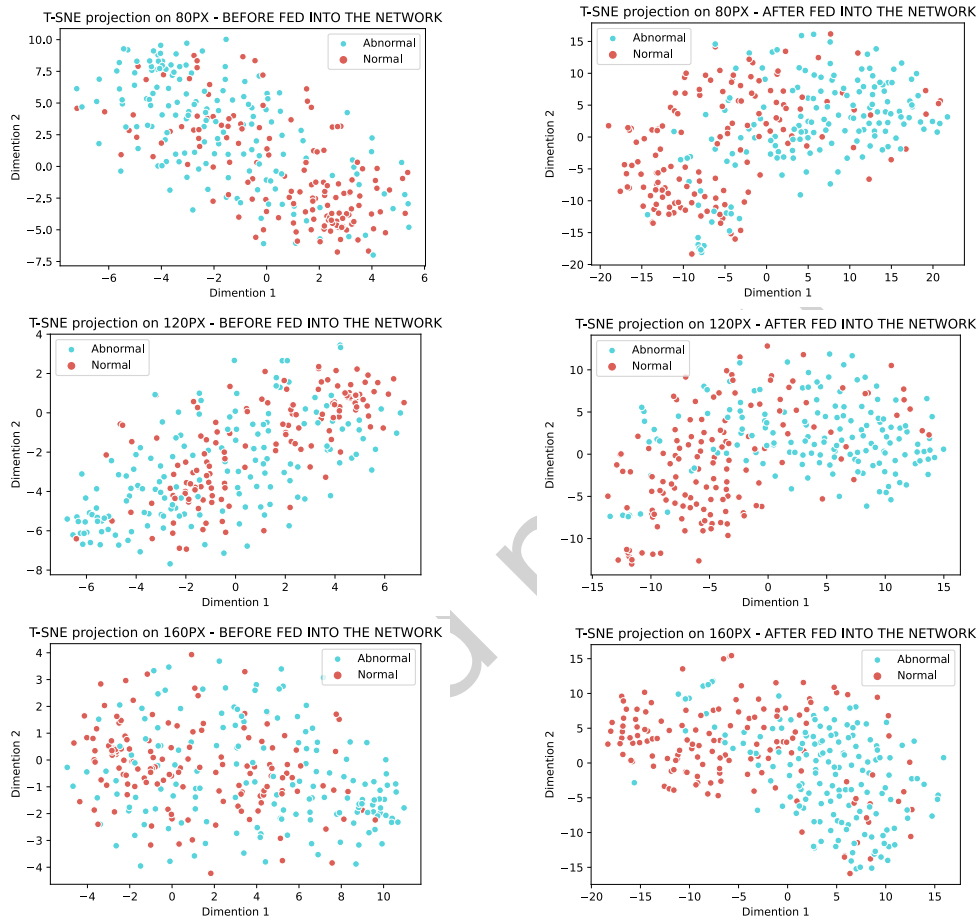 T-SNE projection on 80PX - BEFORE FED INTO THE NETWORK
Abnormal
Normal
10.0
7.5
5.0
2.5
0.0
−2.5
−5.0
−7.5
Dimention 2
−6 −4 −2 0 2 4 6
Dimention 1
T-SNE projection on 80PX - AFTER FED INTO THE NETWORK
Abnormal
Normal
15
10
5
0
−5
−10
−15
−20
Dimention 2
−20 −15 −10 −5 0 5 10 15 20
Dimention 1
T-SNE projection on 120PX - BEFORE FED INTO THE NETWORK
Abnormal
Normal
4
2
0
−2
−4
−6
−8
Dimention 2
−6 −4 −2 0 2 4 6
Dimention 1
T-SNE projection on 120PX - AFTER FED INTO THE NETWORK
Abnormal
Normal
10
5
0
−5
−10
Dimention 2
−15 −10 −5 0 5 10 15
Dimention 1
T-SNE projection on 160PX - BEFORE FED INTO THE NETWORK
Abnormal
Normal
4
3
2
1
0
−1
−2
−3
−4
Dimention 2
−4 −2 0 2 4 6 8 10
Dimention 1
T-SNE projection on 160PX - AFTER FED INTO THE NETWORK
Abnormal
Normal
15
10
5
0
−5
−10
−15
Dimention 2
−20 −15 −10 −5 0 5 10 15
Dimention 1